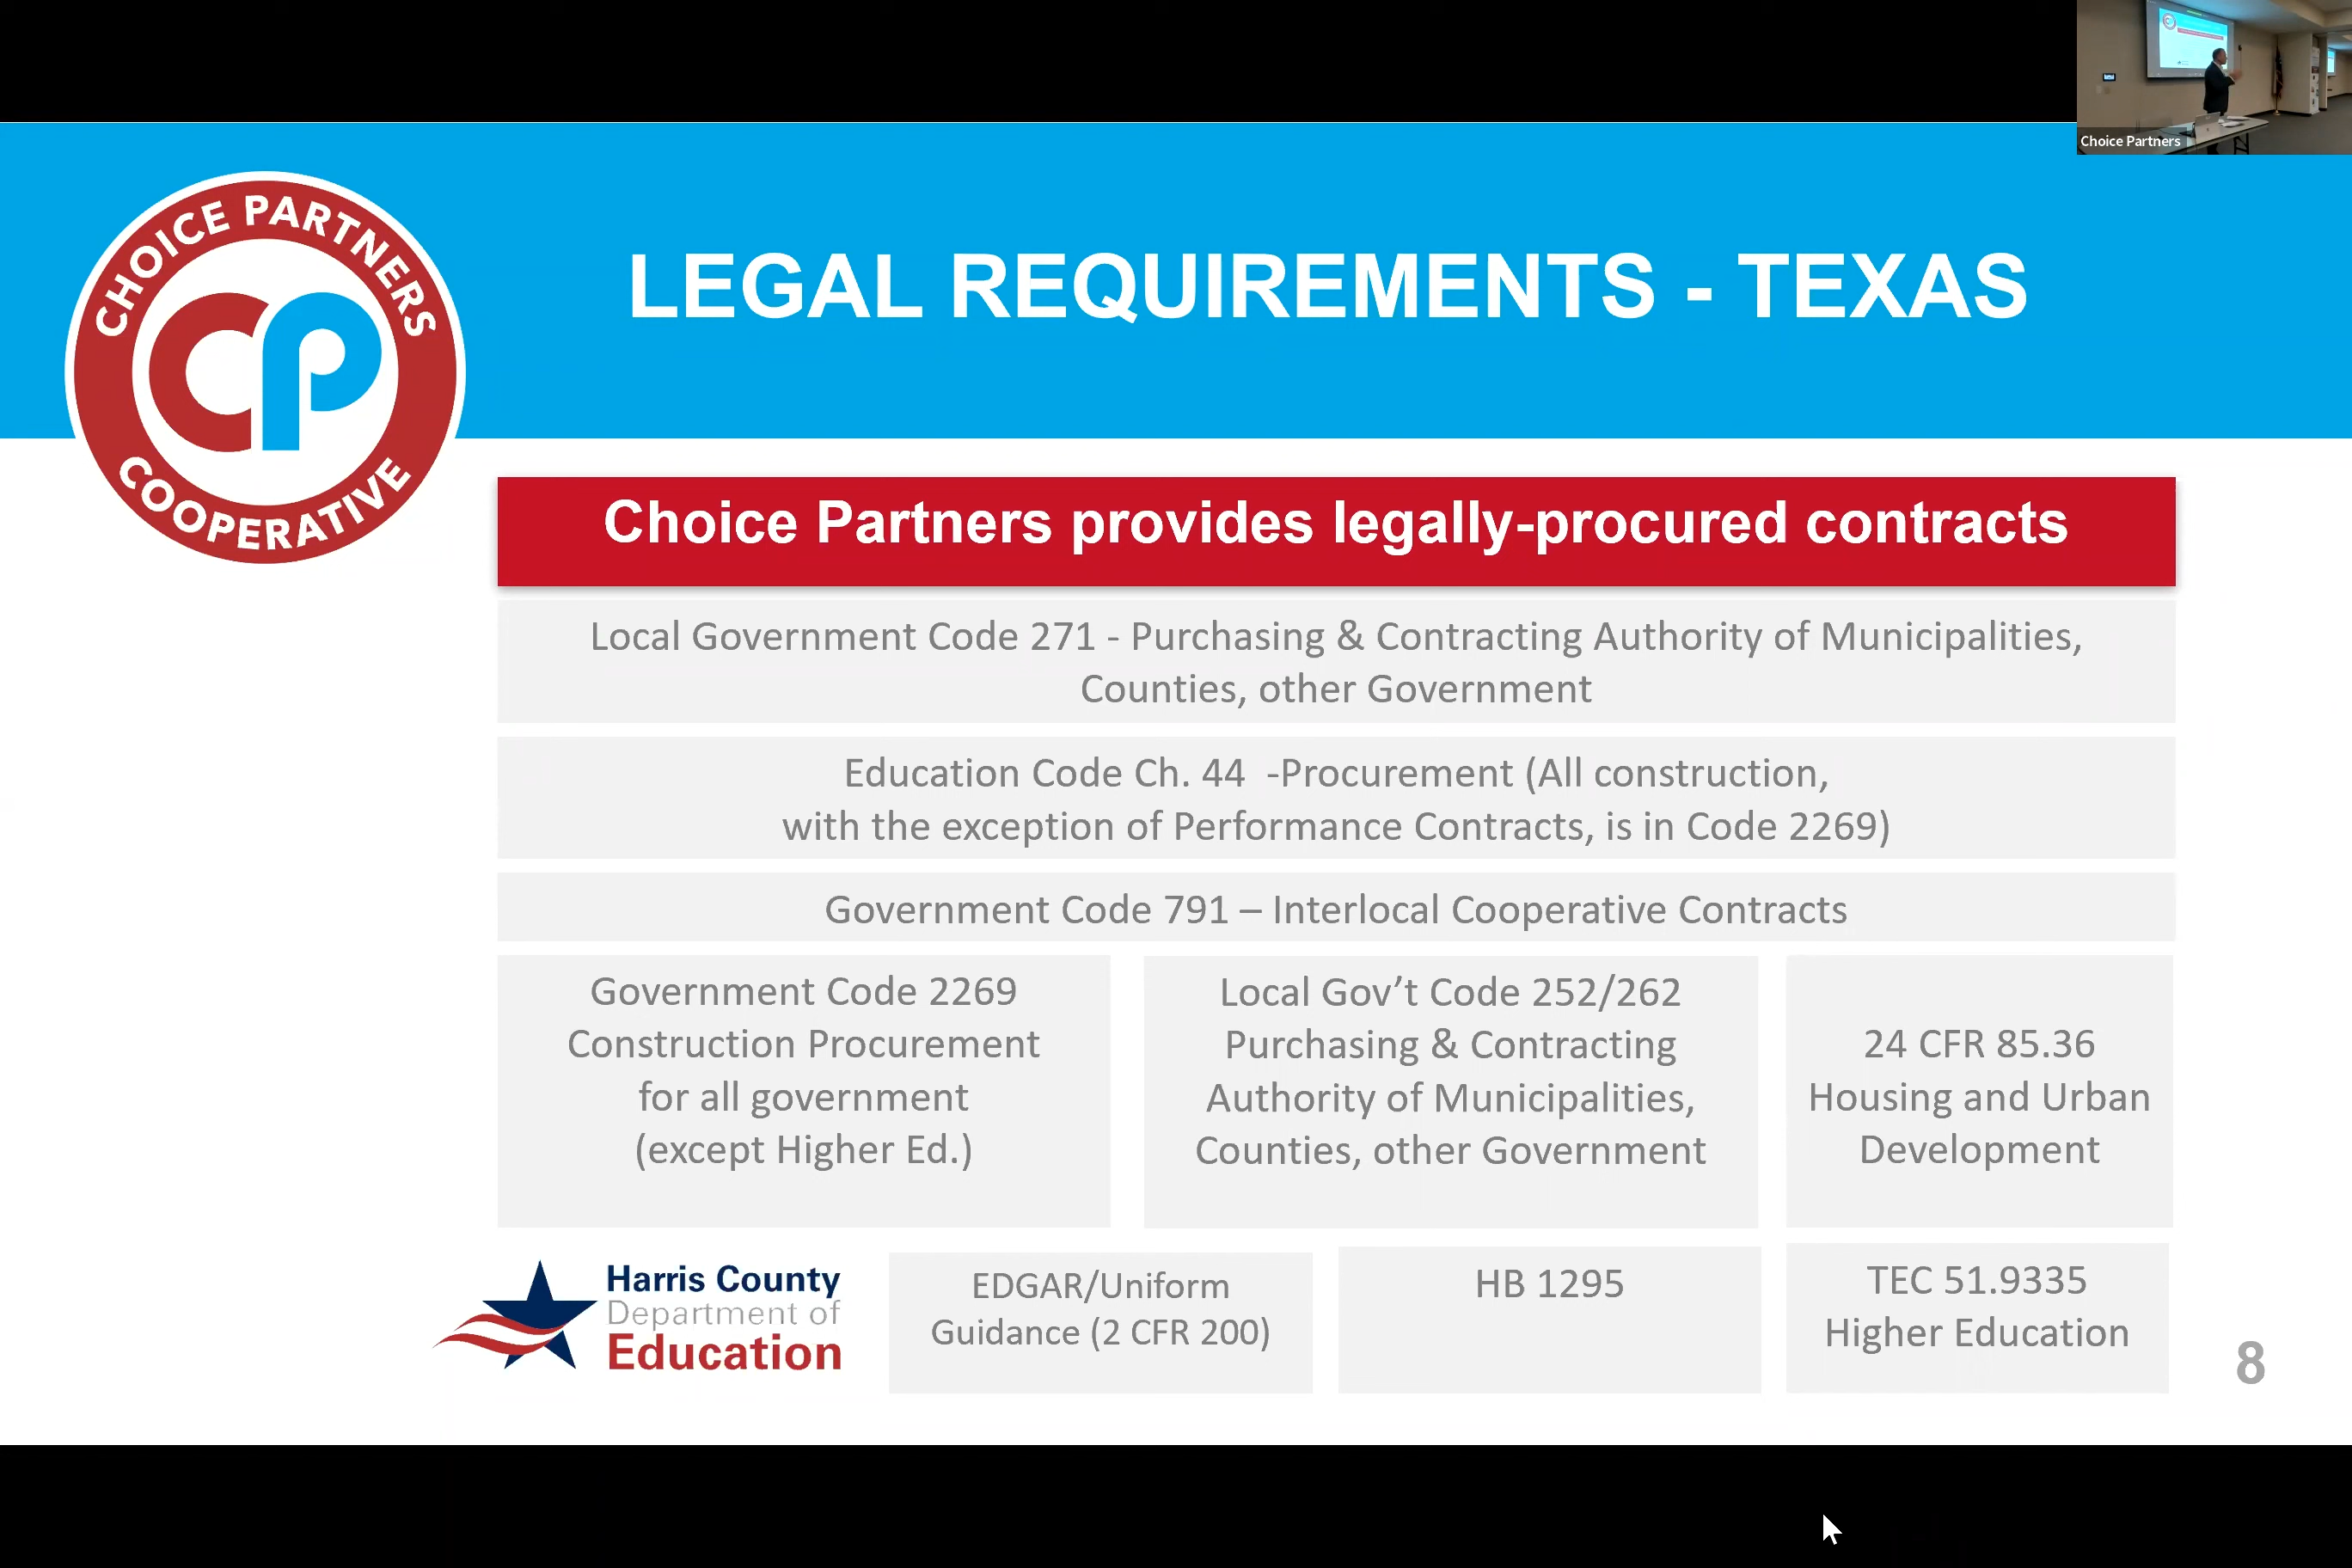 Choice Partners
CHOICE PARTNERS
CP
COOPERATIVE
LEGAL REQUIREMENTS - TEXAS
Choice Partners provides legally-procured contracts
Local Government Code 271 - Purchasing & Contracting Authority of Municipalities,
Counties, other Government
Education Code Ch. 44 -Procurement (All construction,
with the exception of Performance Contracts, is in Code 2269)
Government Code 791 – Interlocal Cooperative Contracts
Government Code 2269
Construction Procurement
for all government
(except Higher Ed.)
Local Gov’t Code 252/262
Purchasing & Contracting
Authority of Municipalities,
Counties, other Government
24 CFR 85.36
Housing and Urban
Development
Harris County
Department of
Education
EDGAR/Uniform
Guidance (2 CFR 200)
HB 1295
TEC 51.9335
Higher Education
8